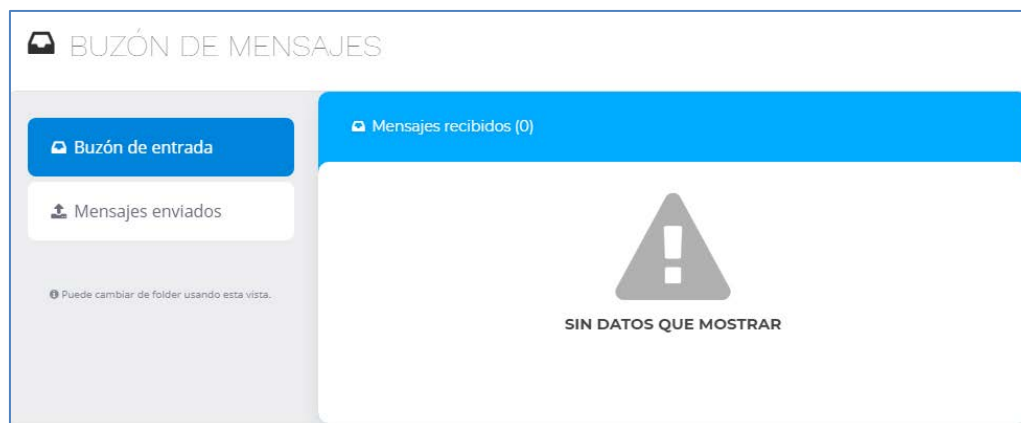 BUZÓN DE MENSAJES
Buzón de entrada
Mensajes enviados
Puede cambiar de folder usando esta vista.
Mensajes recibidos (0)
SIN DATOS QUE MOSTRAR